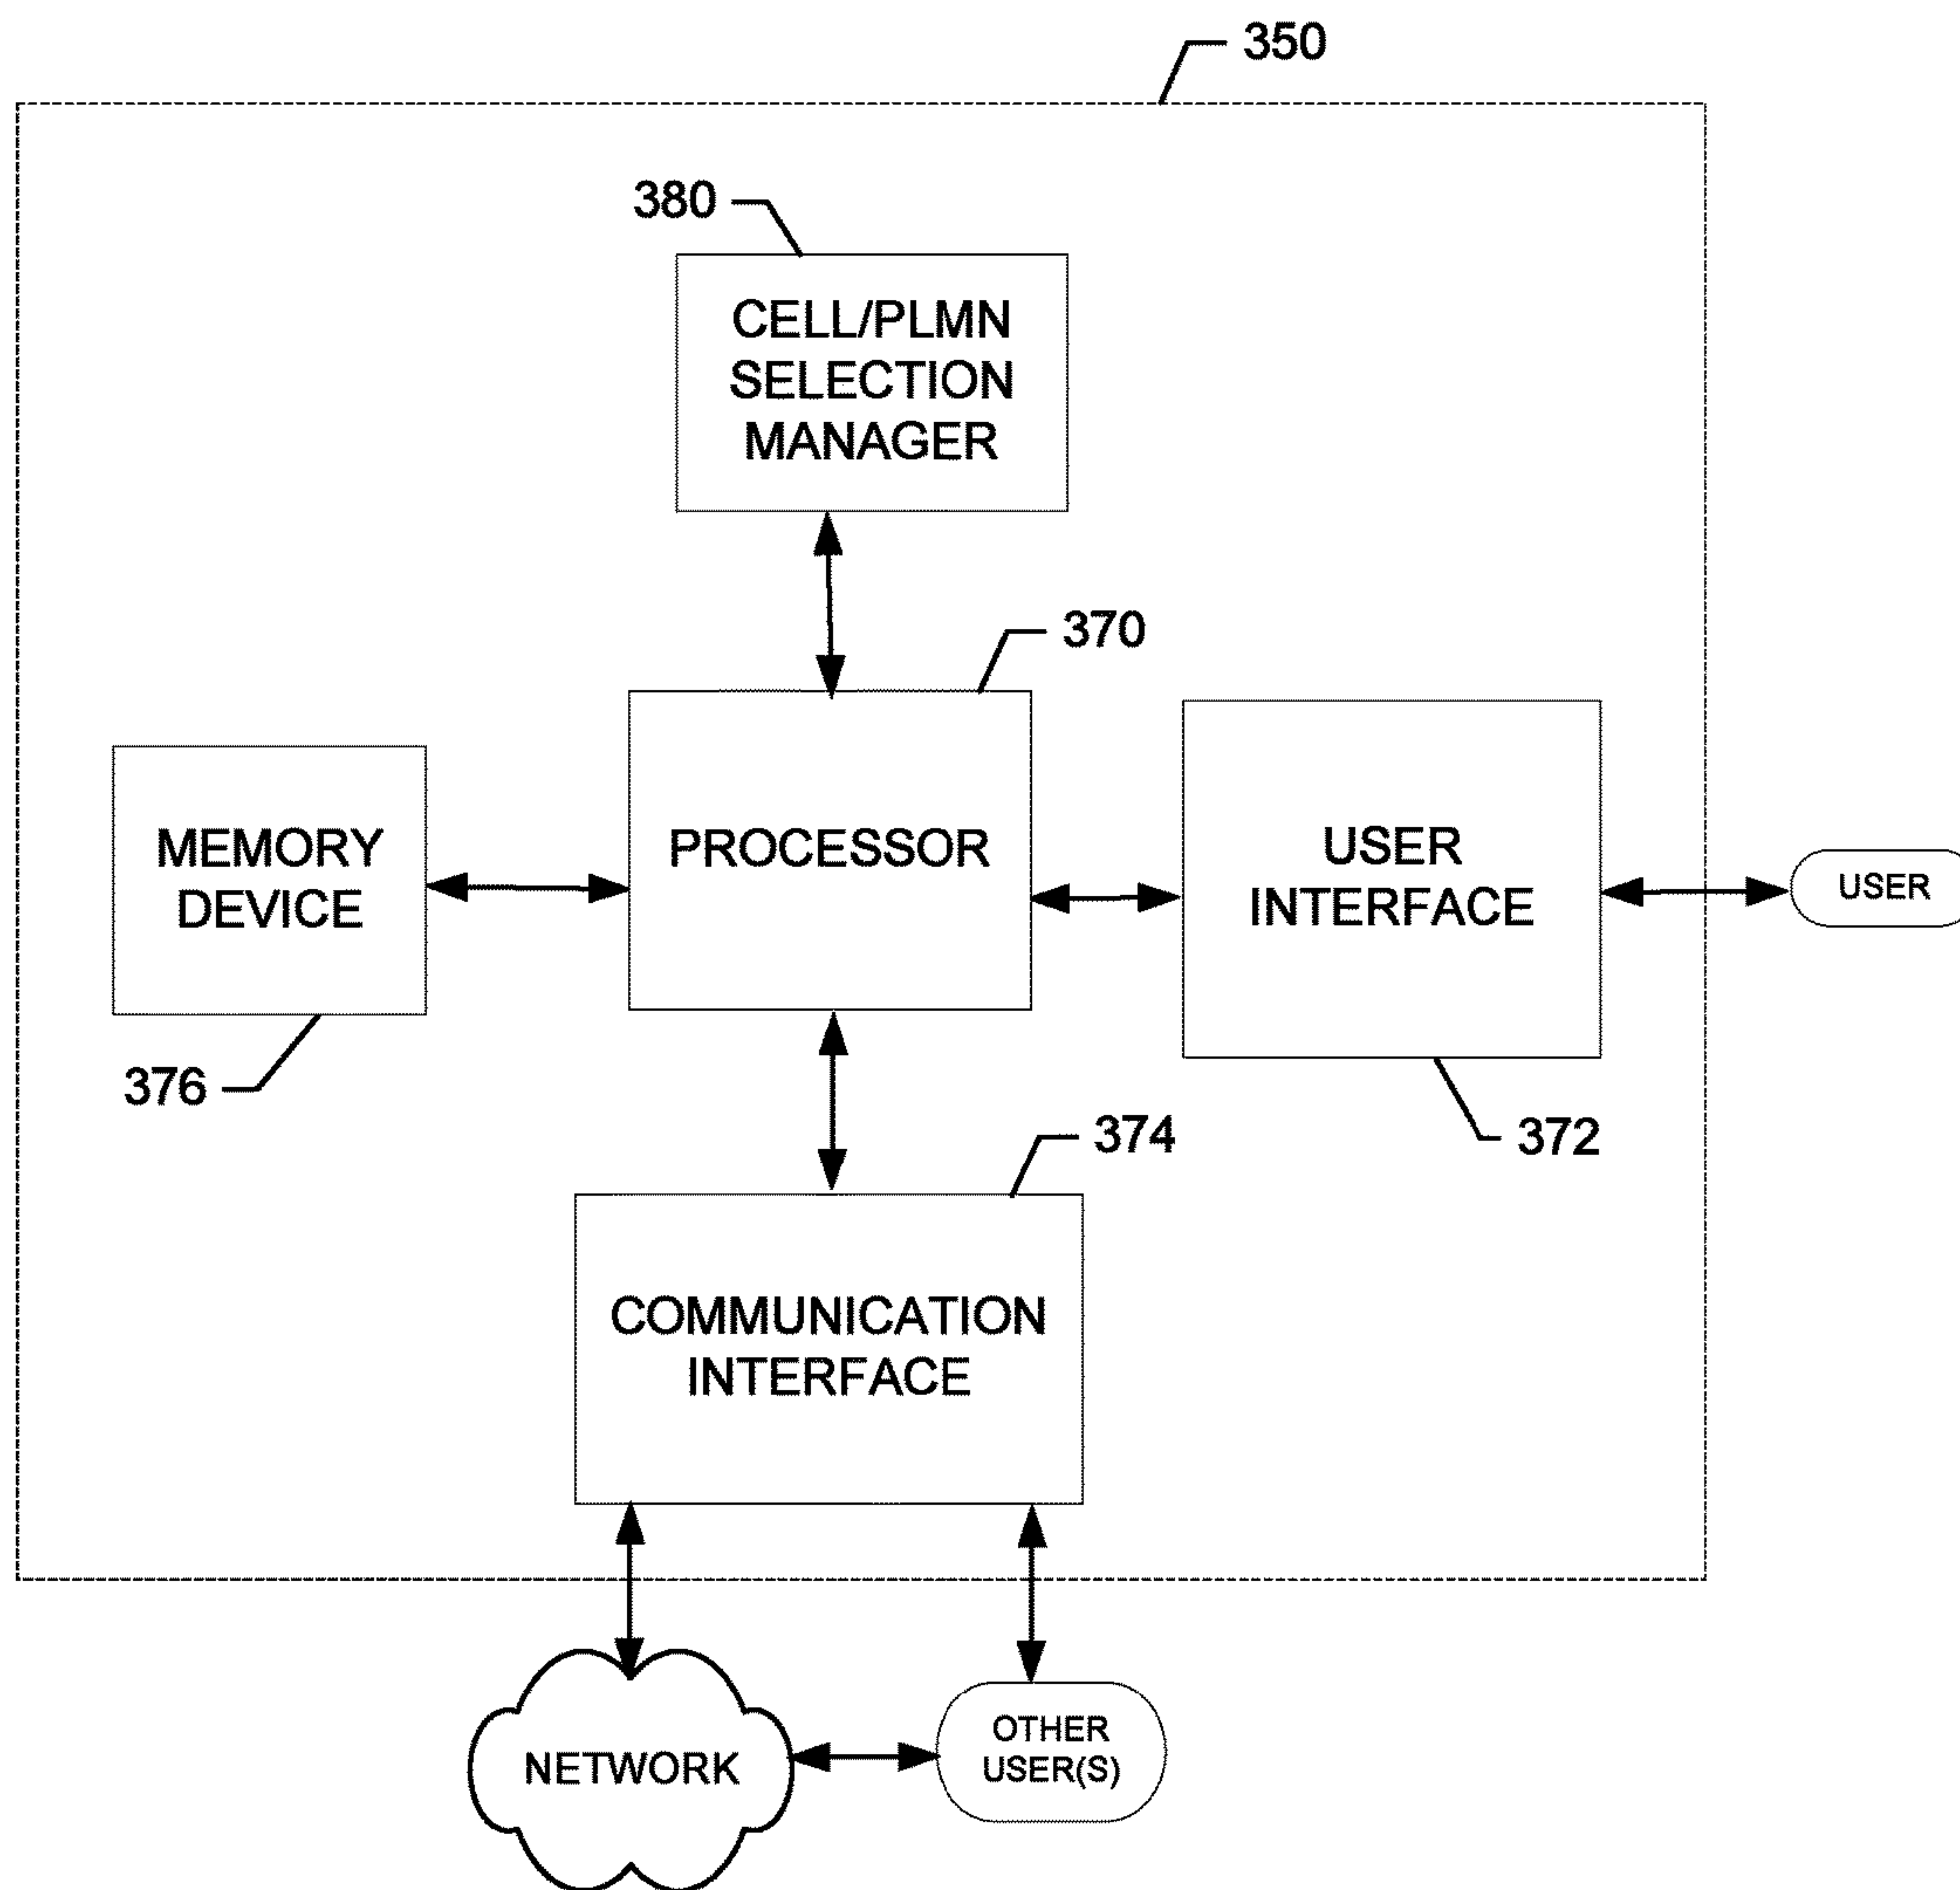 350
380
CELL/PLMN
SELECTION
MANAGER
370
MEMORY
DEVICE
PROCESSOR
USER
INTERFACE
USER
376
374
372
COMMUNICATION
INTERFACE
NETWORK
OTHER
USER(S)